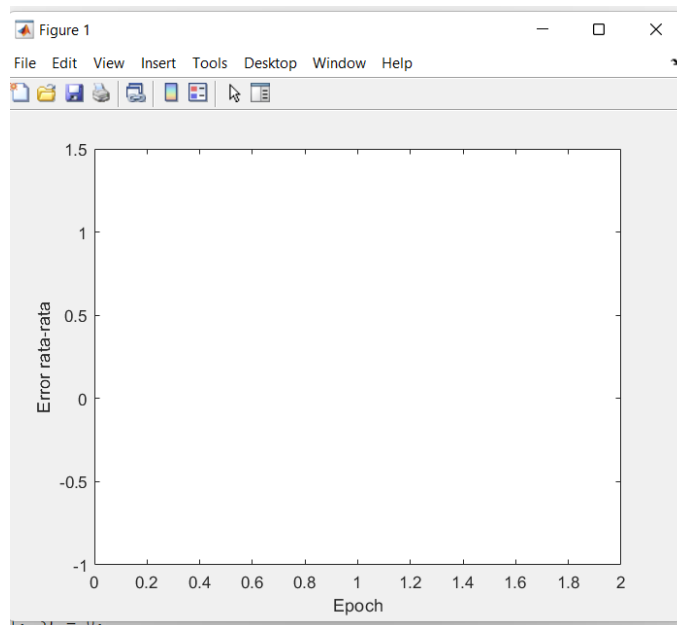 Figure 1
File Edit View Insert Tools Desktop Window Help
1.5
1
0.5
0
-0.5
-1
Error rata-rata
0 0.2 0.4 0.6 0.8 1 1.2 1.4 1.6 1.8 2
Epoch